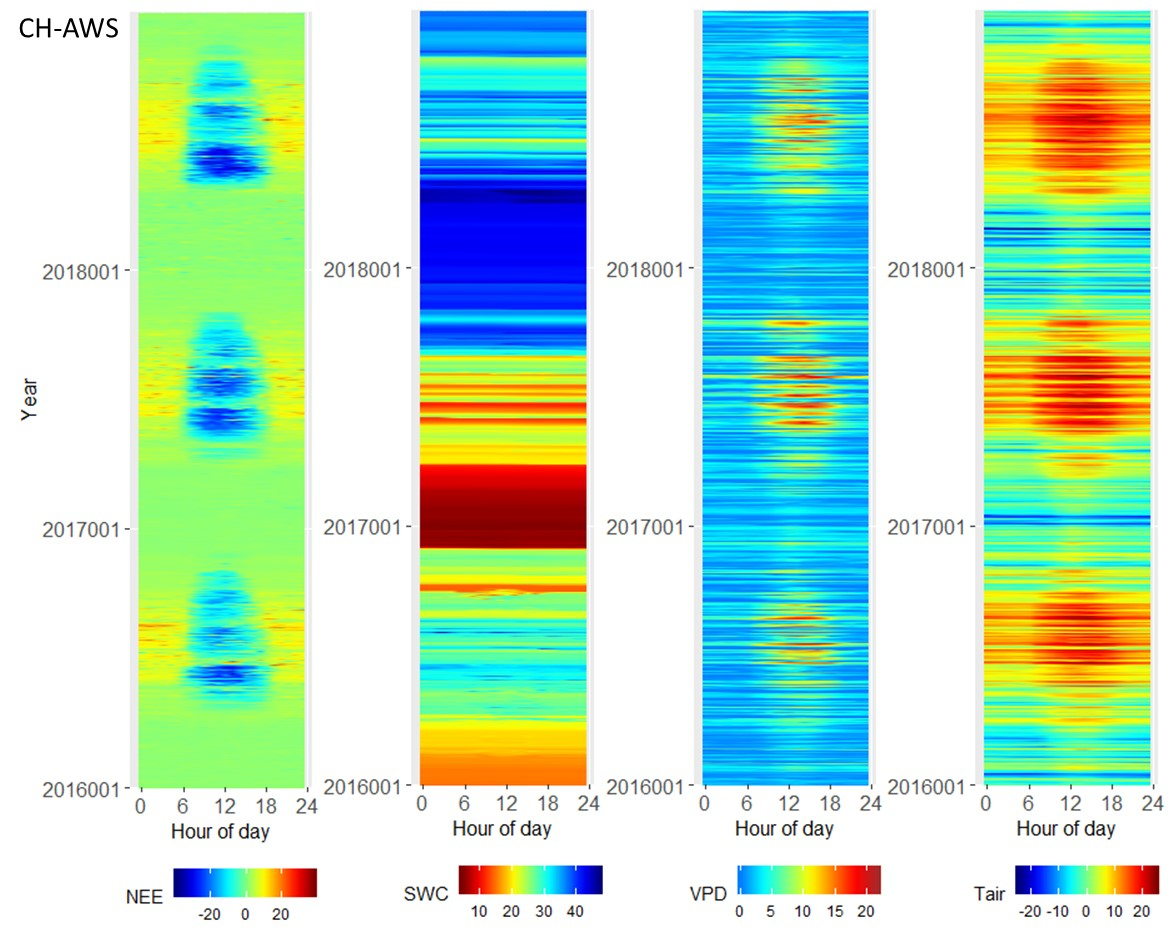 CH-AWS
Year
2018001 2018001 2018001 2018001
2017001 2017001 2017001 2017001
2016001 2016001 2016001 2016001
0 6 12 18 24 0 6 12 18 24 0 6 12 18 24 0 6 12 18 24
Hour of day Hour of day Hour of day Hour of day
NEE SWC VPD Tair
-20 0 20 10 20 30 40 0 5 10 15 20 -20 -10 0 10 20